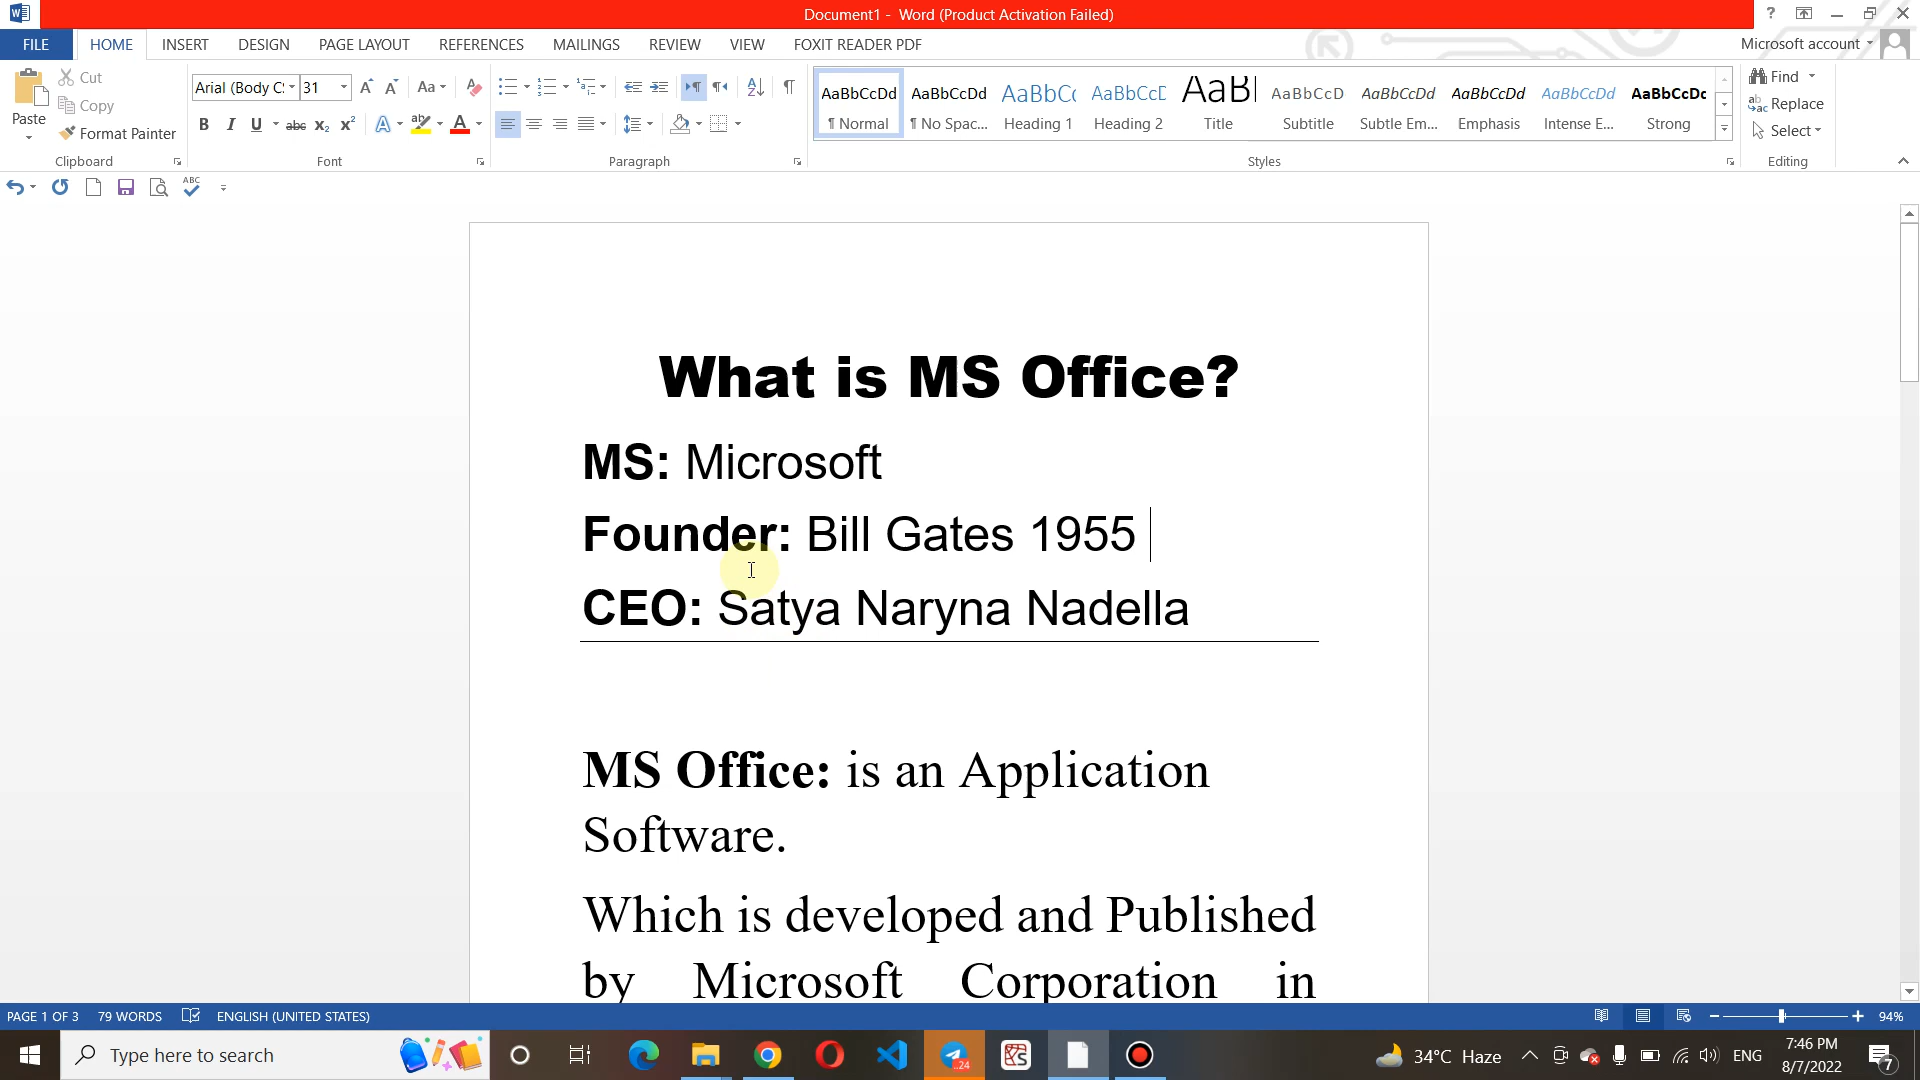 Document1 - Word (Product Activation Failed)
FILE HOME INSERT DESIGN PAGE LAYOUT REFERENCES MAILINGS REVIEW VIEW FOXIT READER PDF Microsoft account
Paste
Cut
Copy
Format Painter
Clipboard
Arial (Body C: 31
Font
Paragraph
AaBbCcDd AaBbCcDd AaBbCc AaBbCcC AaBl AaBbCcD AaBbCcDd AaBbCcDd AaBbCcDd AaBbCcDc
¶ Normal ¶ No Spac... Heading 1 Heading 2 Title Subtitle Subtle Em... Emphasis Intense E... Strong
Styles
Find
Replace
Select
Editing
What is MS Office?
MS: Microsoft
Founder: Bill Gates 1955
CEO: Satya Naryna Nadella
MS Office: is an Application
Software.
Which is developed and Published
by Microsoft Corporation in
PAGE 1 OF 3 79 WORDS ENGLISH (UNITED STATES) 94%
Type here to search
24
34°C Haze
ENG
7:46 PM
8/7/2022
7